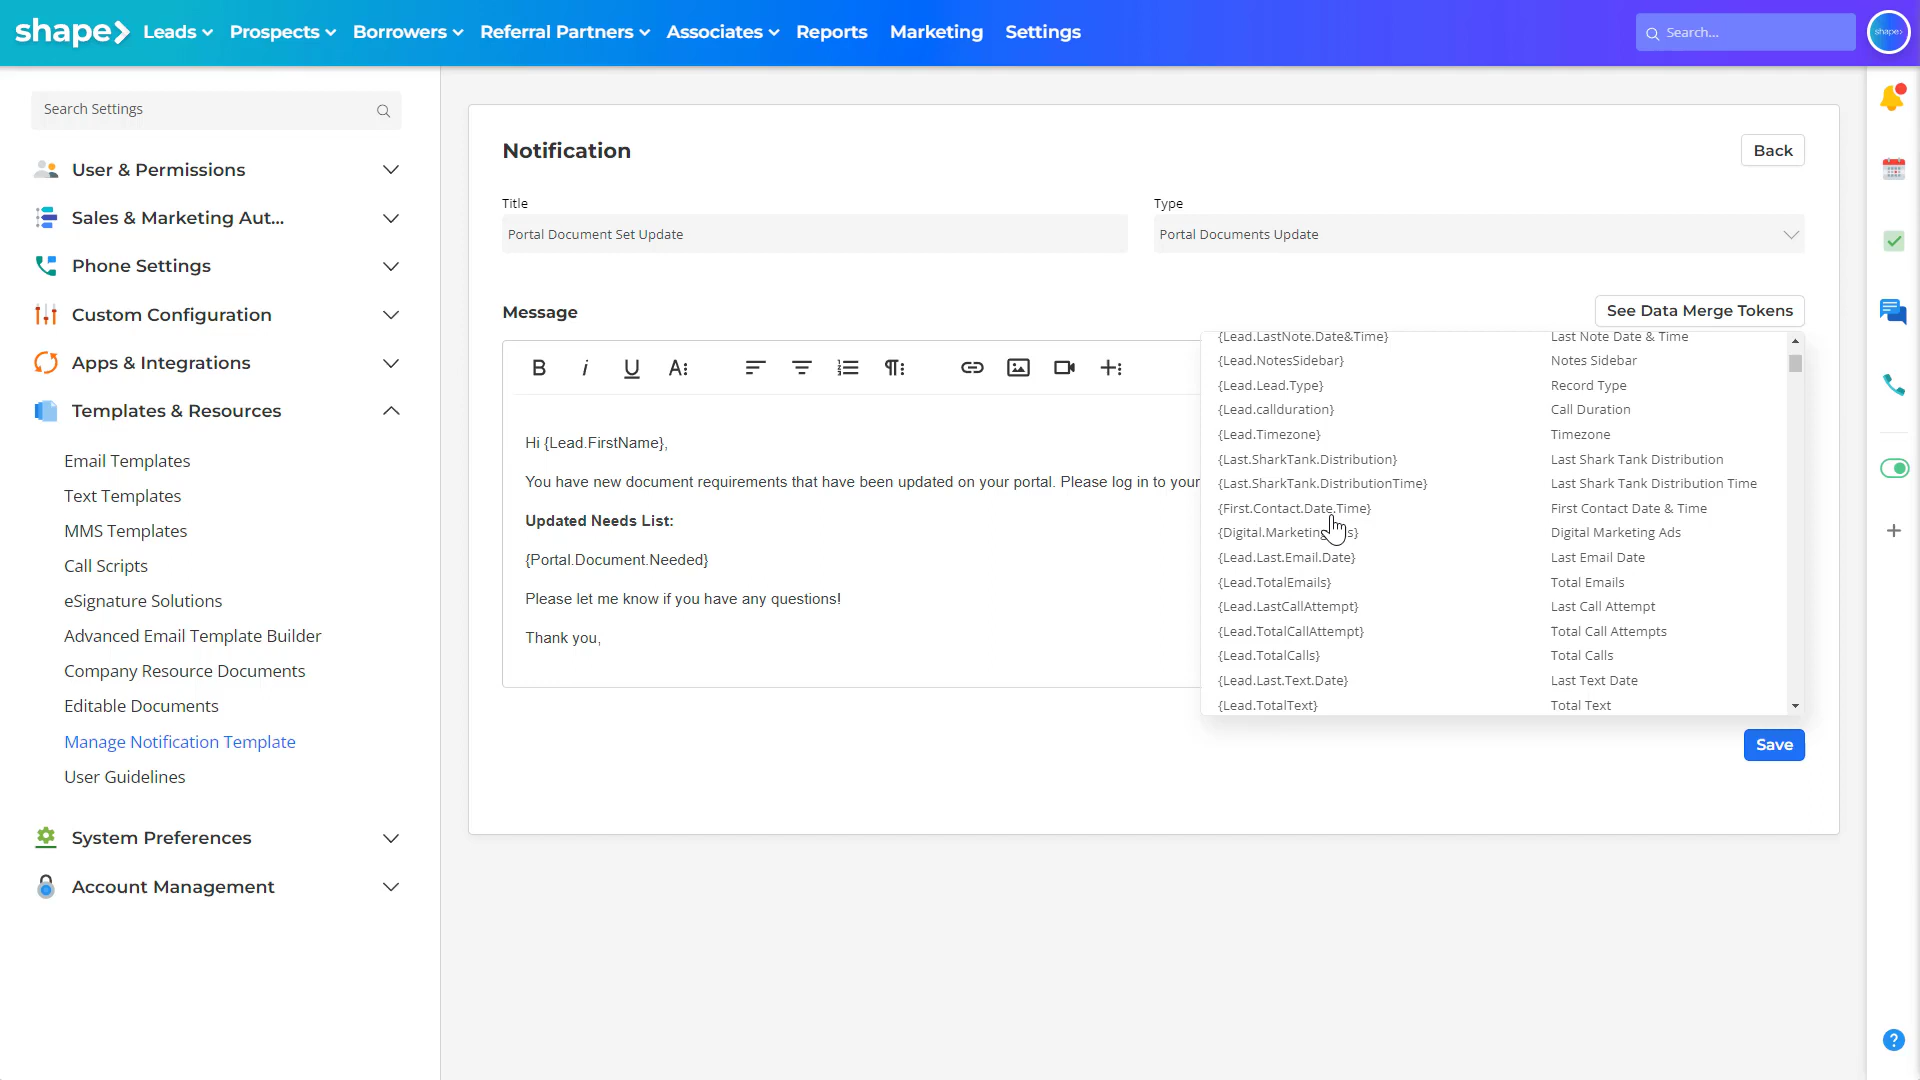 shape
Leads
Prospects
Borrowers
Referral Partners
Associates
Reports
Marketing
Settings
Search...
shape
Search Settings
User & Permissions
Sales & Marketing Aut...
Phone Settings
Custom Configuration
Apps & Integrations
Templates & Resources
Email Templates
Text Templates
MMS Templates
Call Scripts
eSignature Solutions
Advanced Email Template Builder
Company Resource Documents
Editable Documents
Manage Notification Template
User Guidelines
System Preferences
Account Management
Notification
Back
Title
Portal Document Set Update
Type
Portal Documents Update
Message
See Data Merge Tokens
Hi {Lead.FirstName},
You have new document requirements that have been updated on your portal. Please log in to your
Updated Needs List:
{Portal.Document.Needed}
Please let me know if you have any questions!
Thank you,
{Lead.LastNote.Date&Time} Last Note Date & Time
{Lead.NotesSidebar} Notes Sidebar
{Lead.Lead.Type} Record Type
{Lead.callduration} Call Duration
{Lead.Timezone} Timezone
{Last.SharkTank.Distribution} Last Shark Tank Distribution
{Last.SharkTank.DistributionTime} Last Shark Tank Distribution Time
{First.Contact.Date.Time} First Contact Date & Time
{Digital.Marketing s} Digital Marketing Ads
{Lead.Last.Email.Date} Last Email Date
{Lead.TotalEmails} Total Emails
{Lead.LastCallAttempt} Last Call Attempt
{Lead.TotalCallAttempt} Total Call Attempts
{Lead.TotalCalls} Total Calls
{Lead.Last.Text.Date} Last Text Date
{Lead.TotalText} Total Text
Save